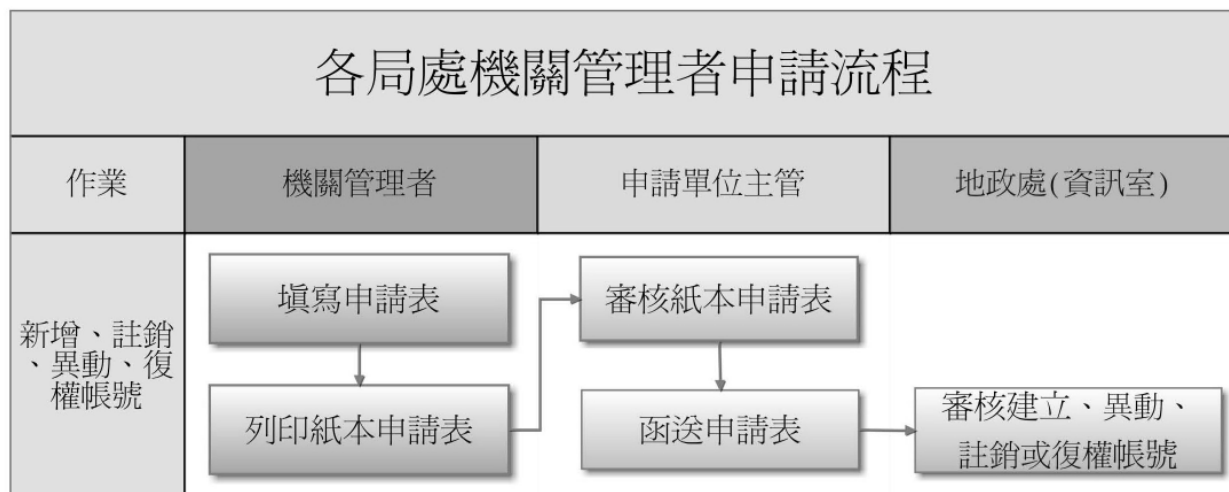 各局處機關管理者申請流程
作業
機關管理者
申請單位主管
地政處(資訊室)
新增、註銷
、異動、復
權帳號
填寫申請表
列印紙本申請表
審核紙本申請表
函送申請表
審核建立、異動、
註銷或復權帳號